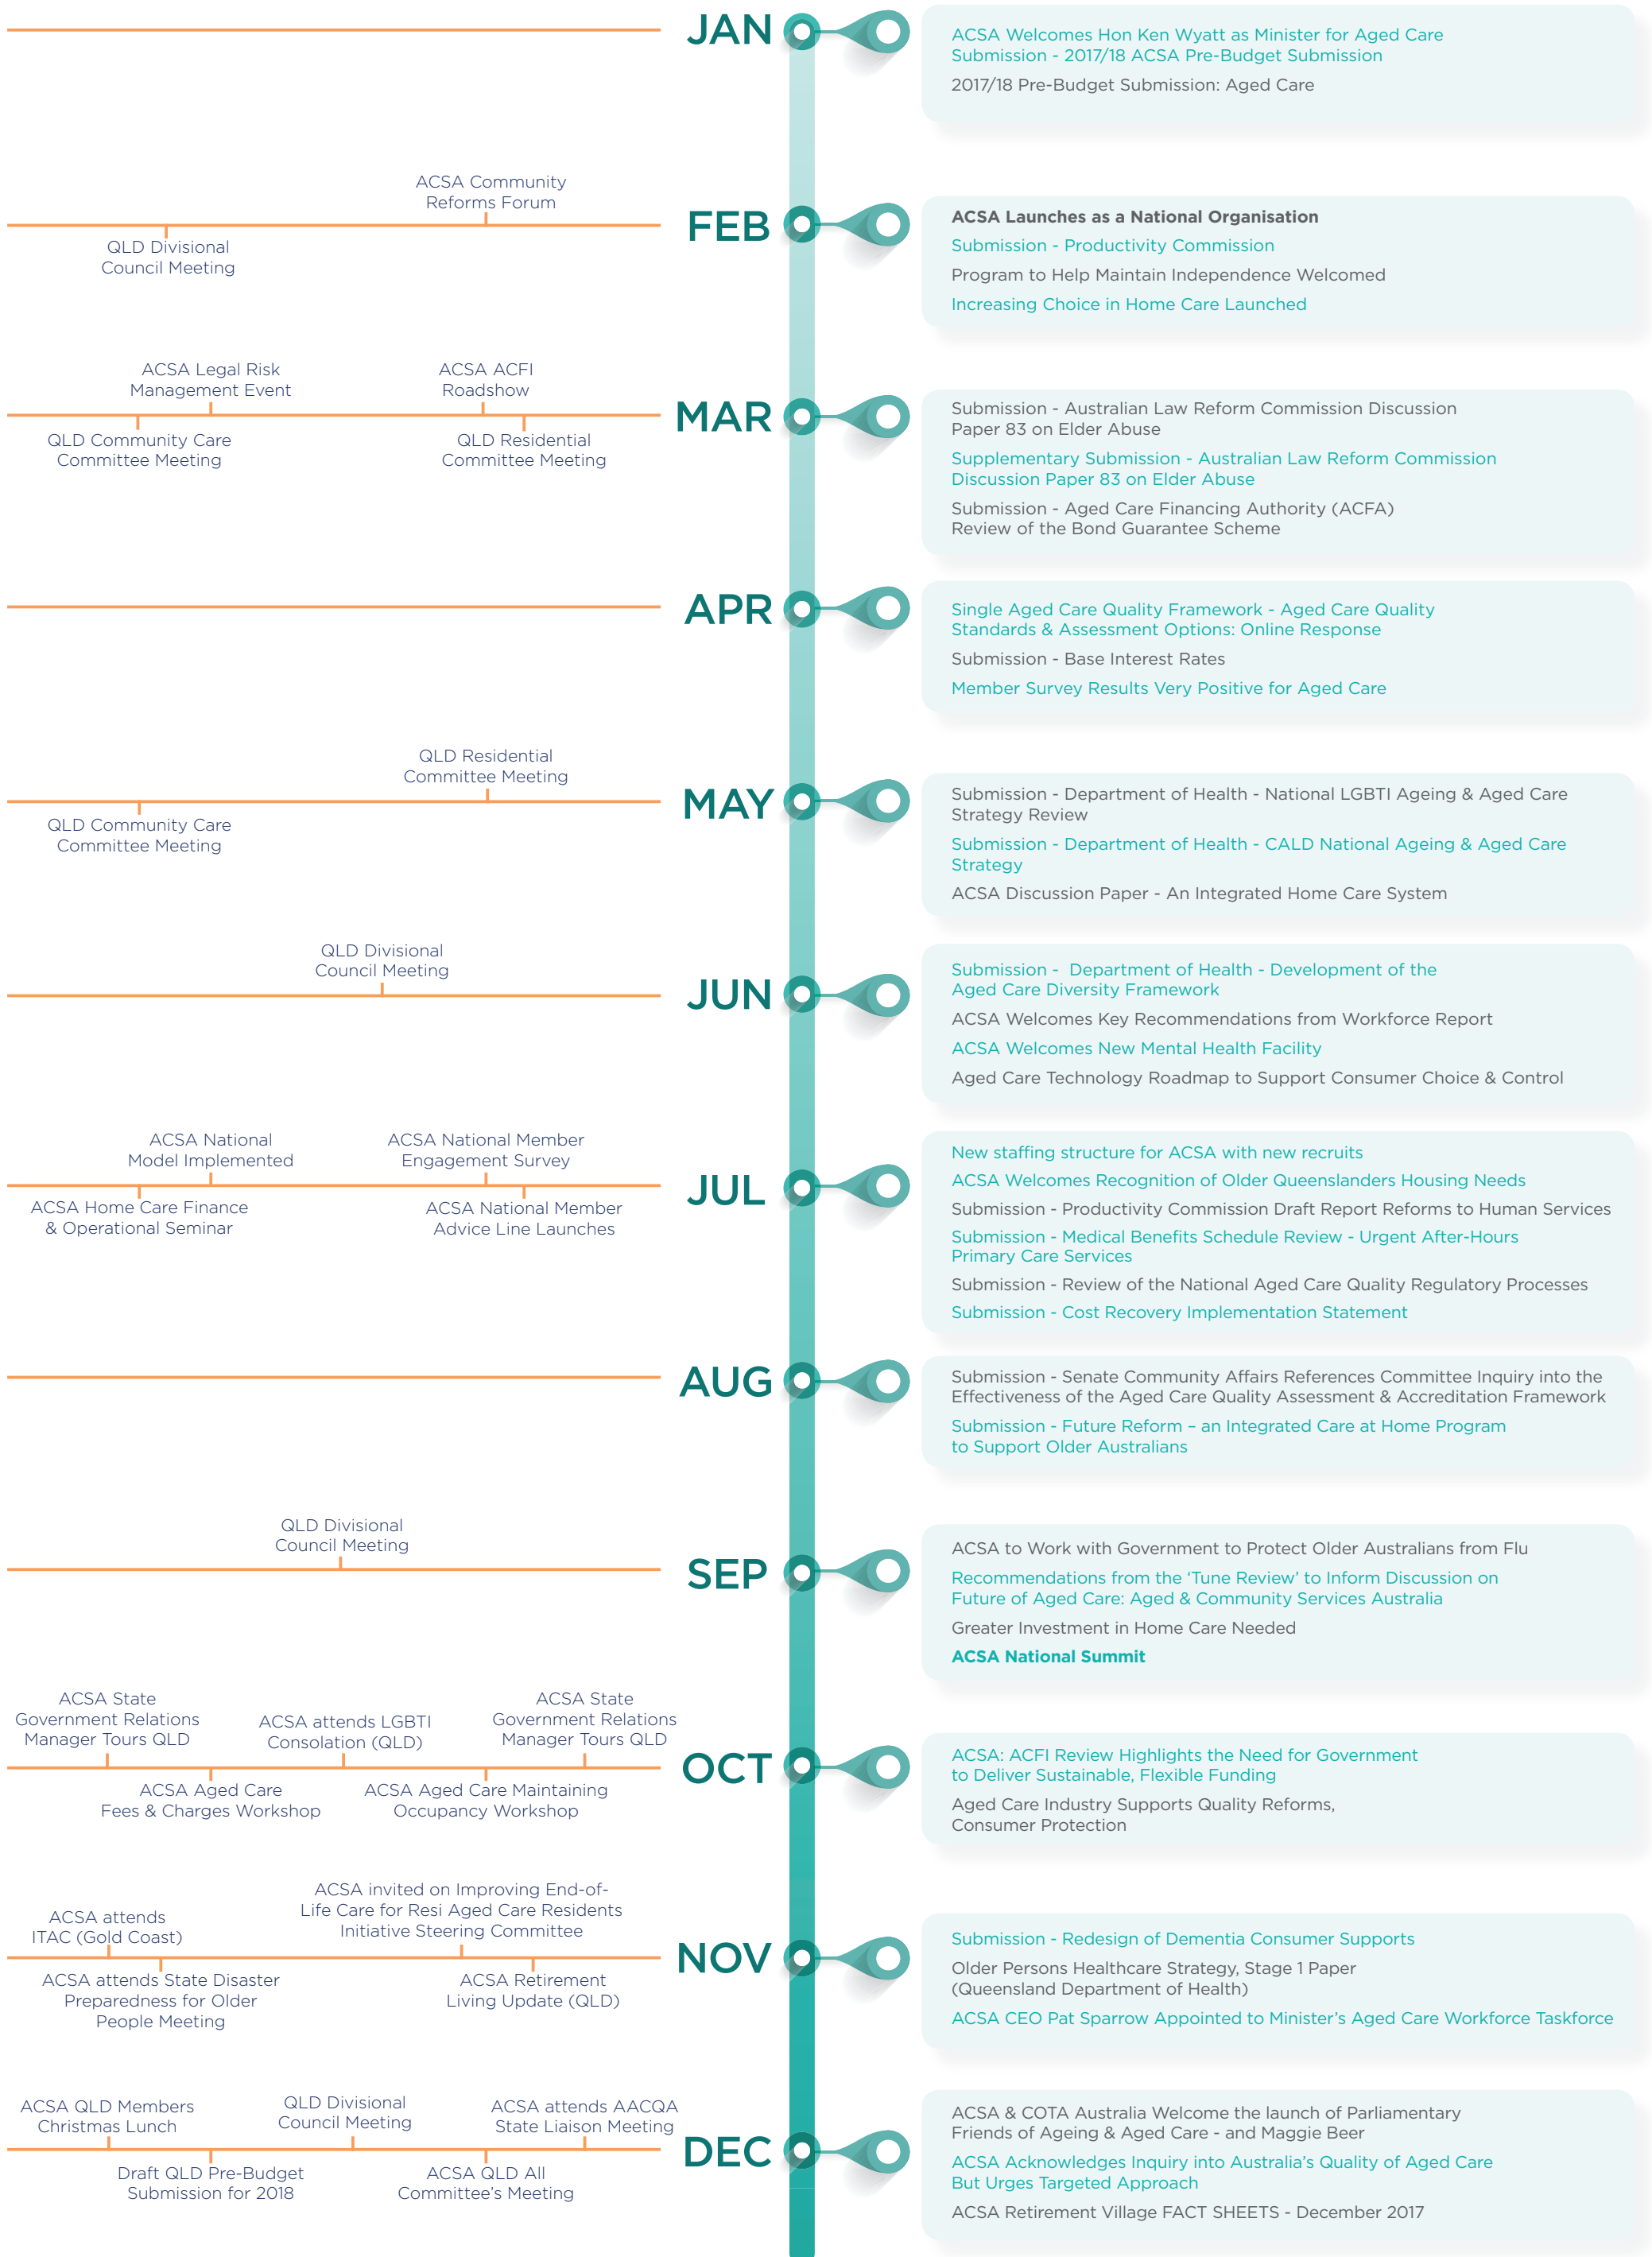 JAN
ACSA Welcomes Hon Ken Wyatt as Minister for Aged Care
Submission - 2017/18 ACSA Pre-Budget Submission
2017/18 Pre-Budget Submission: Aged Care
ACSA Community
Reforms Forum
QLD Divisional
Council Meeting
FEB
ACSA Launches as a National Organisation
Submission - Productivity Commission
Program to Help Maintain Independence Welcomed
Increasing Choice in Home Care Launched
ACSA Legal Risk
Management Event
ACSA ACFI
Roadshow
QLD Community Care
Committee Meeting
QLD Residential
Committee Meeting
MAR
Submission - Australian Law Reform Commission Discussion
Paper 83 on Elder Abuse
Supplementary Submission - Australian Law Reform Commission
Discussion Paper 83 on Elder Abuse
Submission - Aged Care Financing Authority (ACFA)
Review of the Bond Guarantee Scheme
APR
Single Aged Care Quality Framework - Aged Care Quality
Standards & Assessment Options: Online Response
Submission - Base Interest Rates
Member Survey Results Very Positive for Aged Care
QLD Residential
Committee Meeting
QLD Community Care
Committee Meeting
MAY
Submission - Department of Health - National LGBTI Ageing & Aged Care
Strategy Review
Submission - Department of Health - CALD National Ageing & Aged Care
Strategy
ACSA Discussion Paper - An Integrated Home Care System
QLD Divisional
Council Meeting
JUN
Submission - Department of Health - Development of the
Aged Care Diversity Framework
ACSA Welcomes Key Recommendations from Workforce Report
ACSA Welcomes New Mental Health Facility
Aged Care Technology Roadmap to Support Consumer Choice & Control
ACSA National
Model Implemented
ACSA National Member
Engagement Survey
ACSA Home Care Finance
& Operational Seminar
ACSA National Member
Advice Line Launches
JUL
New staffing structure for ACSA with new recruits
ACSA Welcomes Recognition of Older Queenslanders Housing Needs
Submission - Productivity Commission Draft Report Reforms to Human Services
Submission - Medical Benefits Schedule Review - Urgent After-Hours
Primary Care Services
Submission - Review of the National Aged Care Quality Regulatory Processes
Submission - Cost Recovery Implementation Statement
AUG
Submission - Senate Community Affairs References Committee Inquiry into the
Effectiveness of the Aged Care Quality Assessment & Accreditation Framework
Submission - Future Reform – an Integrated Care at Home Program
to Support Older Australians
QLD Divisional
Council Meeting
SEP
ACSA to Work with Government to Protect Older Australians from Flu
Recommendations from the ‘Tune Review’ to Inform Discussion on
Future of Aged Care: Aged & Community Services Australia
Greater Investment in Home Care Needed
ACSA National Summit
ACSA State
Government Relations
Manager Tours QLD
ACSA attends LGBTI
Consolation (QLD)
ACSA State
Government Relations
Manager Tours QLD
ACSA Aged Care
Fees & Charges Workshop
ACSA Aged Care Maintaining
Occupancy Workshop
OCT
ACSA: ACFI Review Highlights the Need for Government
to Deliver Sustainable, Flexible Funding
Aged Care Industry Supports Quality Reforms,
Consumer Protection
ACSA attends
ITAC (Gold Coast)
ACSA invited on Improving End-of-
Life Care for Resi Aged Care Residents
Initiative Steering Committee
ACSA attends State Disaster
Preparedness for Older
People Meeting
ACSA Retirement
Living Update (QLD)
NOV
Submission - Redesign of Dementia Consumer Supports
Older Persons Healthcare Strategy, Stage 1 Paper
(Queensland Department of Health)
ACSA CEO Pat Sparrow Appointed to Minister’s Aged Care Workforce Taskforce
ACSA QLD Members
Christmas Lunch
QLD Divisional
Council Meeting
ACSA attends AACQA
State Liaison Meeting
Draft QLD Pre-Budget
Submission for 2018
ACSA QLD All
Committee’s Meeting
DEC
ACSA & COTA Australia Welcome the launch of Parliamentary
Friends of Ageing & Aged Care - and Maggie Beer
ACSA Acknowledges Inquiry into Australia’s Quality of Aged Care
But Urges Targeted Approach
ACSA Retirement Village FACT SHEETS - December 2017